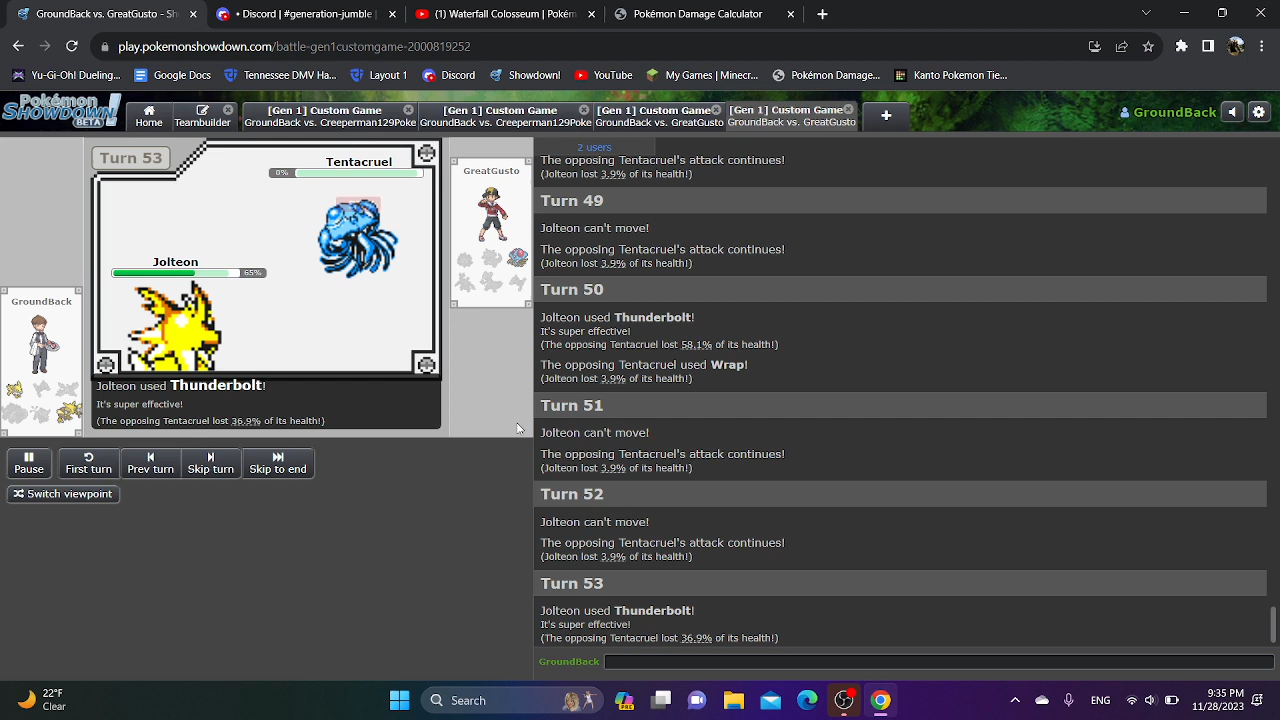 GroundBack vs. GreatGusto - Sh
• Discord | #generation-jumble |
(1) Waterfall Colosseum | Pokém
Pokémon Damage Calculator
play.pokemonshowdown.com/battle-gen1customgame-2000819252
Yu-Gi-Oh! Dueling...
Google Docs
Tennessee DMV Ha...
Layout 1
Discord
Showdown!
YouTube
My Games | Minecr...
Pokémon Damage...
Kanto Pokemon Tie...
Pokémon
SHOWDOWN!
BETA
Home
Teambuilder
[Gen 1] Custom Game
GroundBack vs. Creeperman129Poke
[Gen 1] Custom Game
GroundBack vs. Creeperman129Poke
[Gen 1] Custom Game
GroundBack vs. GreatGusto
[Gen 1] Custom Game
GroundBack vs. GreatGusto
GroundBack
Turn 53
Tentacruel
0%
Jolteon
65%
GreatGusto
GroundBack
Jolteon used Thunderbolt!
It's super effective!
(The opposing Tentacruel lost 36.9% of its health!)
Pause
First turn
Prev turn
Skip turn
Skip to end
Switch viewpoint
2 users
The opposing Tentacruel's attack continues!
(Jolteon lost 3.9% of its health!)
Turn 49
Jolteon can't move!
The opposing Tentacruel's attack continues!
(Jolteon lost 3.9% of its health!)
Turn 50
Jolteon used Thunderbolt!
It's super effective!
(The opposing Tentacruel lost 58.1% of its health!)
The opposing Tentacruel used Wrap!
(Jolteon lost 3.9% of its health!)
Turn 51
Jolteon can't move!
The opposing Tentacruel's attack continues!
(Jolteon lost 3.9% of its health!)
Turn 52
Jolteon can't move!
The opposing Tentacruel's attack continues!
(Jolteon lost 3.9% of its health!)
Turn 53
Jolteon used Thunderbolt!
It's super effective!
(The opposing Tentacruel lost 36.9% of its health!)
GroundBack
22°F
Clear
Search
ENG
9:35 PM
11/28/2023